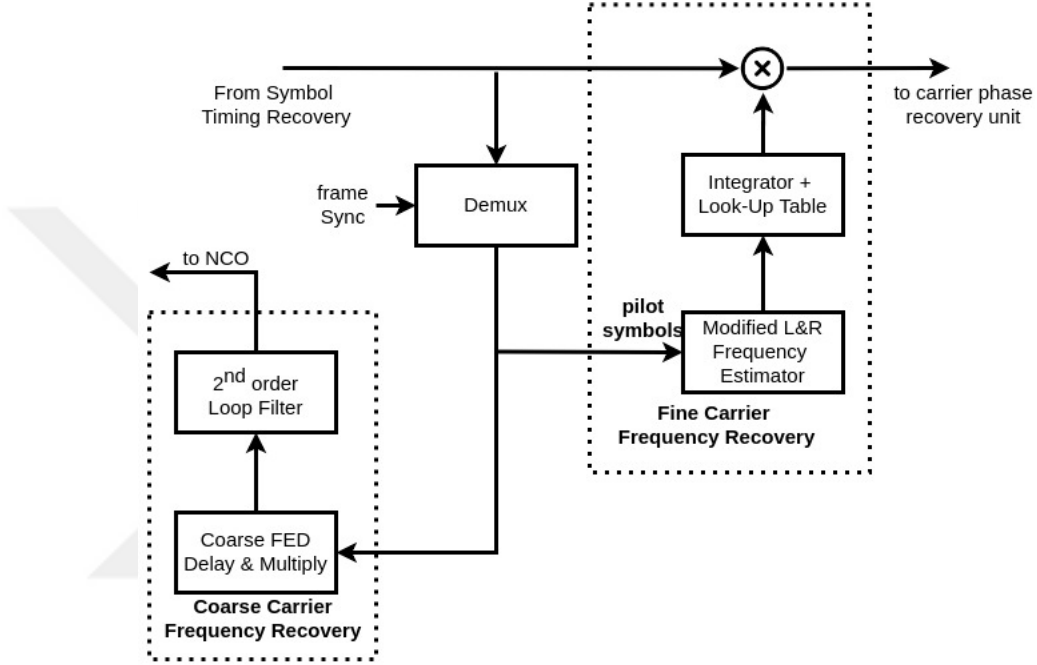 From Symbol
Timing Recovery
to carrier phase
recovery unit
Integrator +
Look-Up Table
frame
Sync
Demux
to NCO
pilot
symbols
Modified L&R
Frequency
Estimator
2nd order
Loop Filter
Fine Carrier
Frequency Recovery
Coarse FED
Delay & Multiply
Coarse Carrier
Frequency Recovery